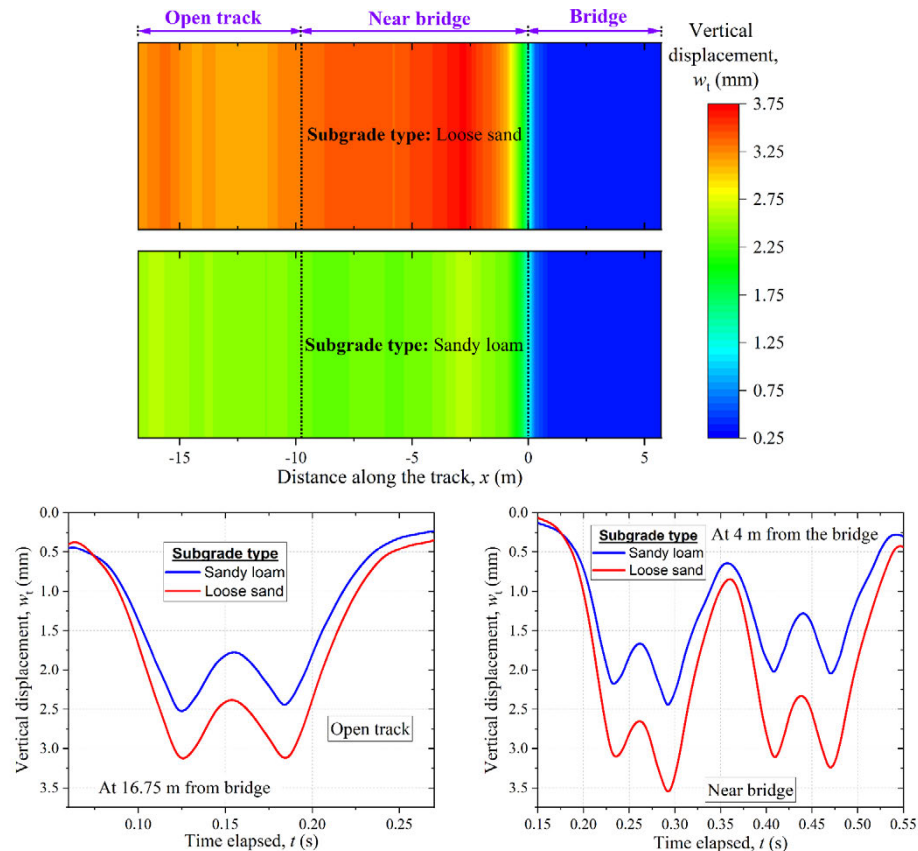 Open track
Near bridge
Bridge
Vertical
displacement,
wt (mm)
Subgrade type: Loose sand
3.75
3.25
2.75
2.25
1.75
1.25
0.75
0.25
Subgrade type: Sandy loam
-15
-10
-5
0
5
Distance along the track, x (m)
0.0
0.5
1.0
1.5
2.0
2.5
3.0
3.5
Vertical displacement, wt (mm)
Subgrade type
Sandy loam
Loose sand
Open track
At 16.75 m from bridge
0.10
0.15
0.20
0.25
Time elapsed, t (s)
0.0
0.5
1.0
1.5
2.0
2.5
3.0
3.5
Vertical displacement, wt (mm)
At 4 m from the bridge
Subgrade type
Sandy loam
Loose sand
Near bridge
0.15
0.20
0.25
0.30
0.35
0.40
0.45
0.50
0.55
Time elapsed, t (s)